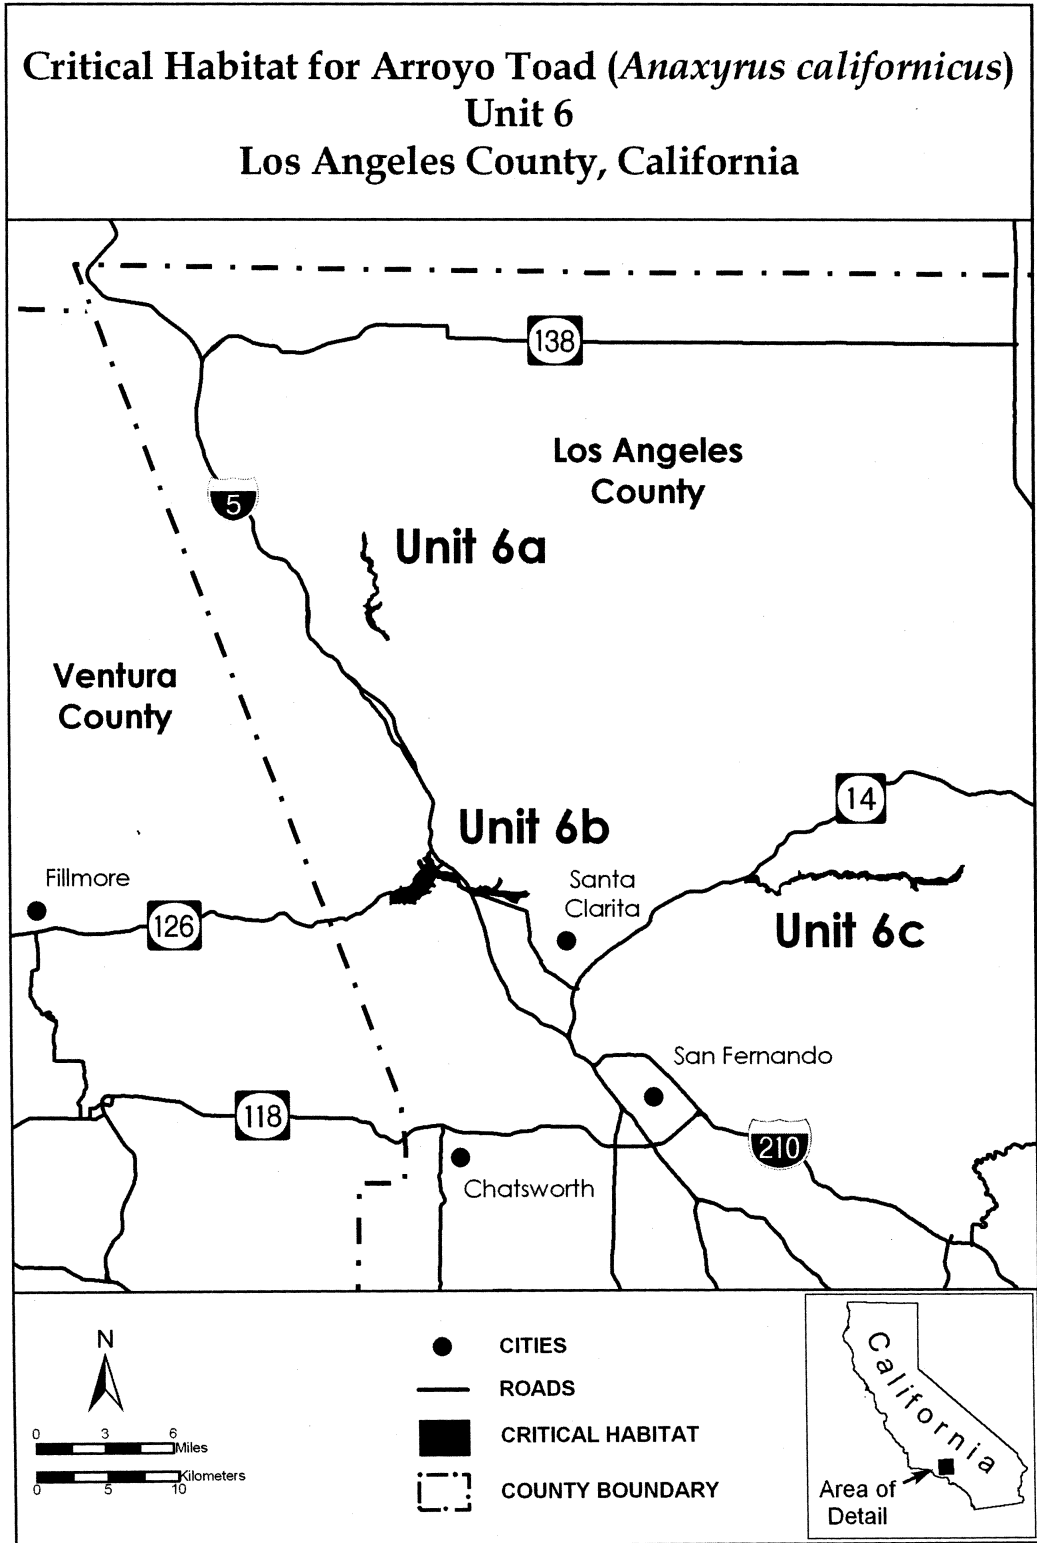 Critical Habitat for Arroyo Toad (Anaxyrus californicus)
Unit 6
Los Angeles County, California
138
Los Angeles
County
5
Unit 6a
Ventura
County
14
Unit 6b
Fillmore
Santa
Clarita
126
Unit 6c
San Fernando
118
210
Chatsworth
N
0 3 6
Miles
Kilometers
0 5 10
CITIES
ROADS
CRITICAL HABITAT
COUNTY BOUNDARY
California
Area of
Detail